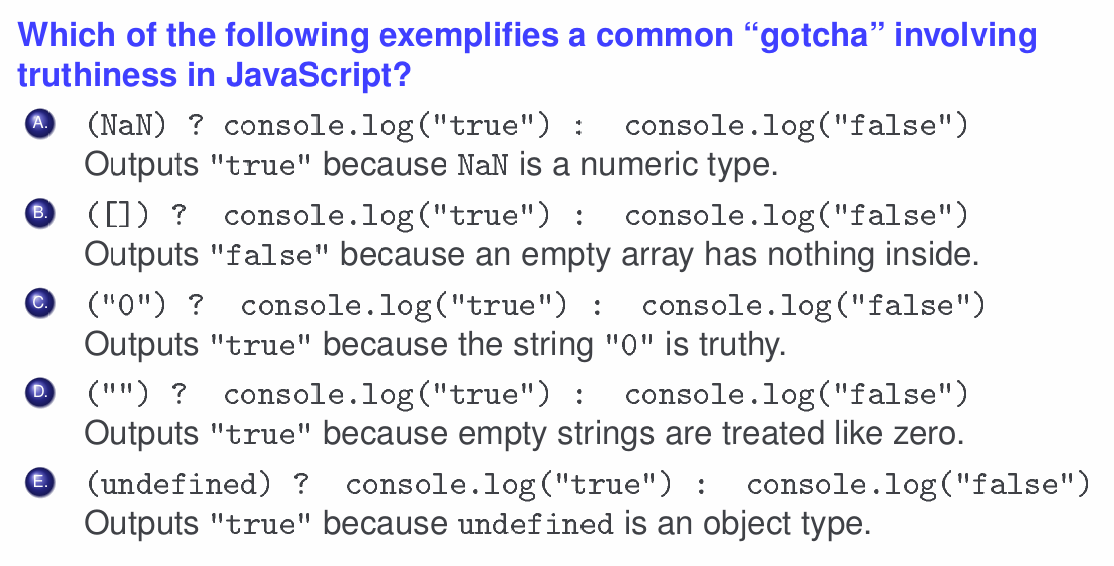 Which of the following exemplifies a common “gotcha” involving
truthiness in JavaScript?
A. (NaN) ? console.log("true") :  console.log("false")
Outputs "true" because NaN is a numeric type.
B. ([]) ?  console.log("true") :  console.log("false")
Outputs "false" because an empty array has nothing inside.
C. ("0") ?  console.log("true") :  console.log("false")
Outputs "true" because the string "0" is truthy.
D. ("") ?  console.log("true") :  console.log("false")
Outputs "true" because empty strings are treated like zero.
E. (undefined) ?  console.log("true") :  console.log("false")
Outputs "true" because undefined is an object type.